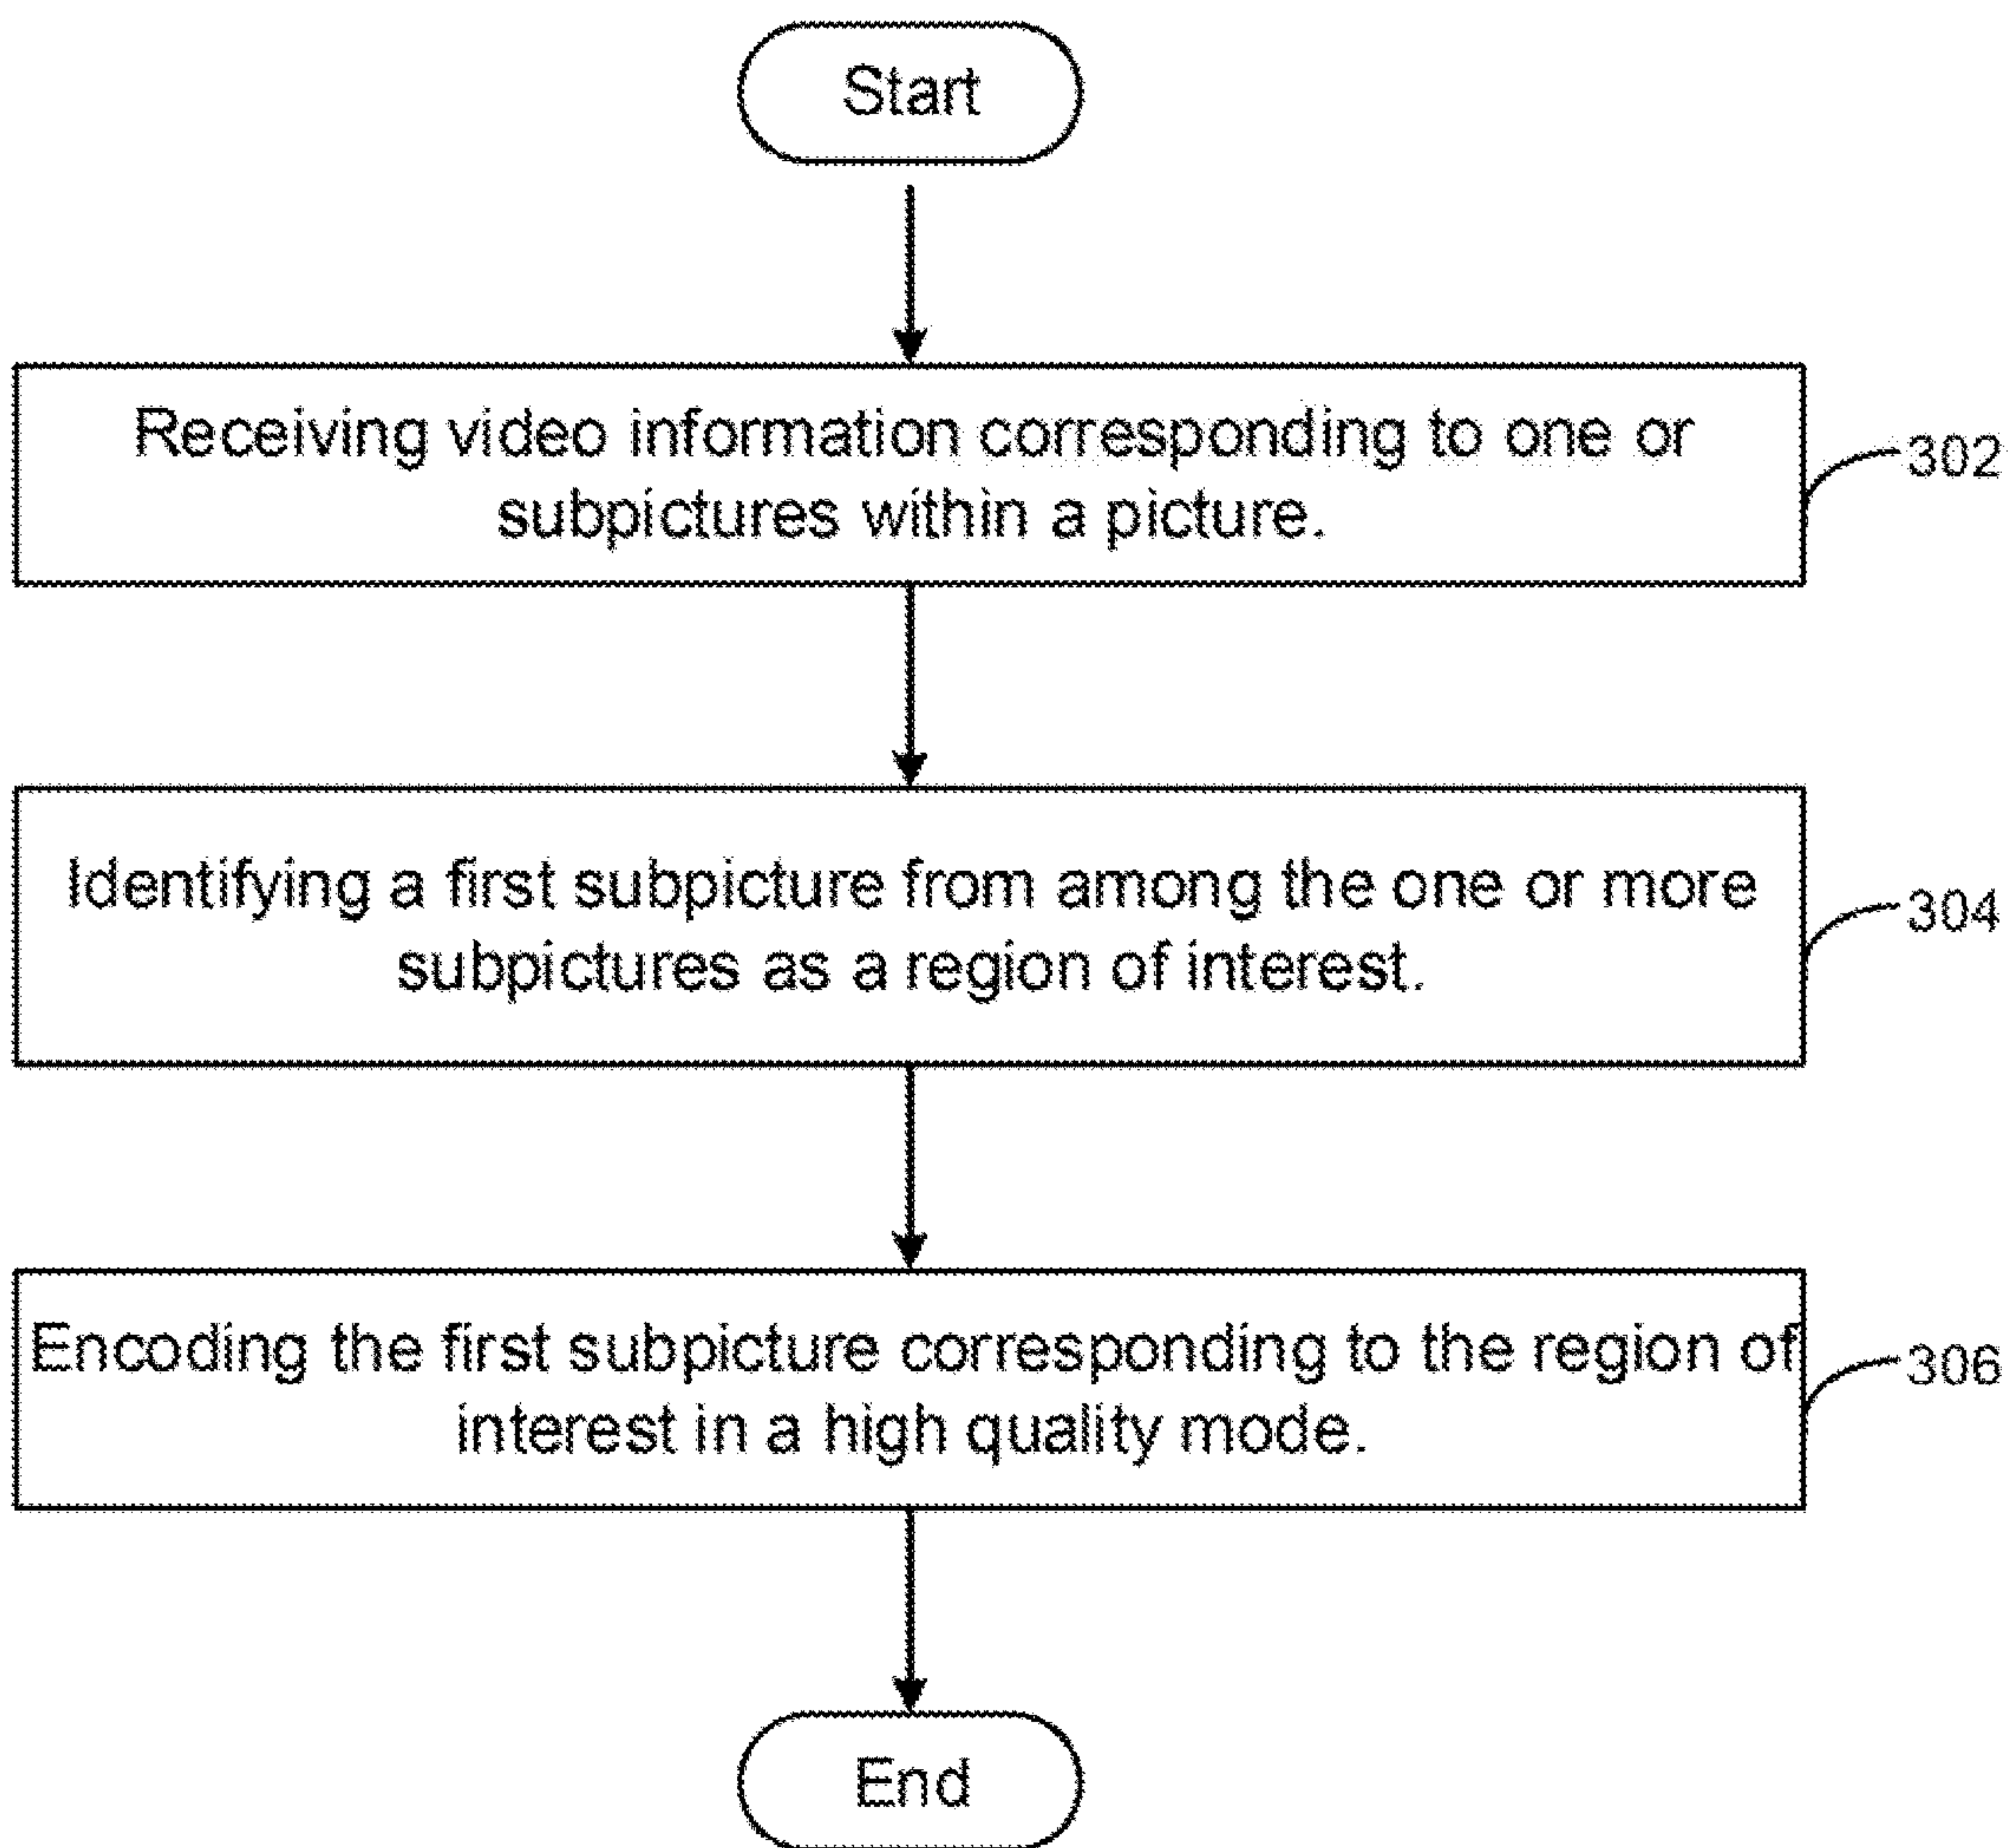 Start
Receiving video information corresponding to one or
subpictures within a picture.
302
Identifying a first subpicture from among the one or more
subpictures as a region of interest.
304
Encoding the first subpicture corresponding to the region of
interest in a high quality mode.
306
End